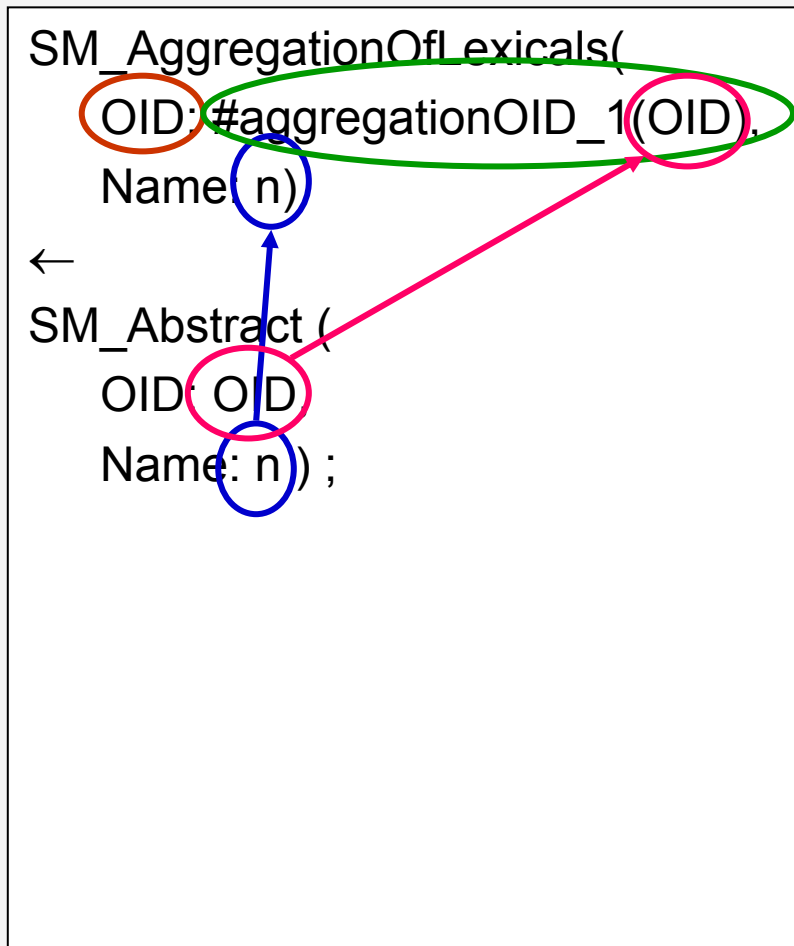 SM_AggregationOfLexicals(
OID: #aggregationOID_1(OID),
Name: n)
←
SM_Abstract (
OID: OID,
Name: n ) ;